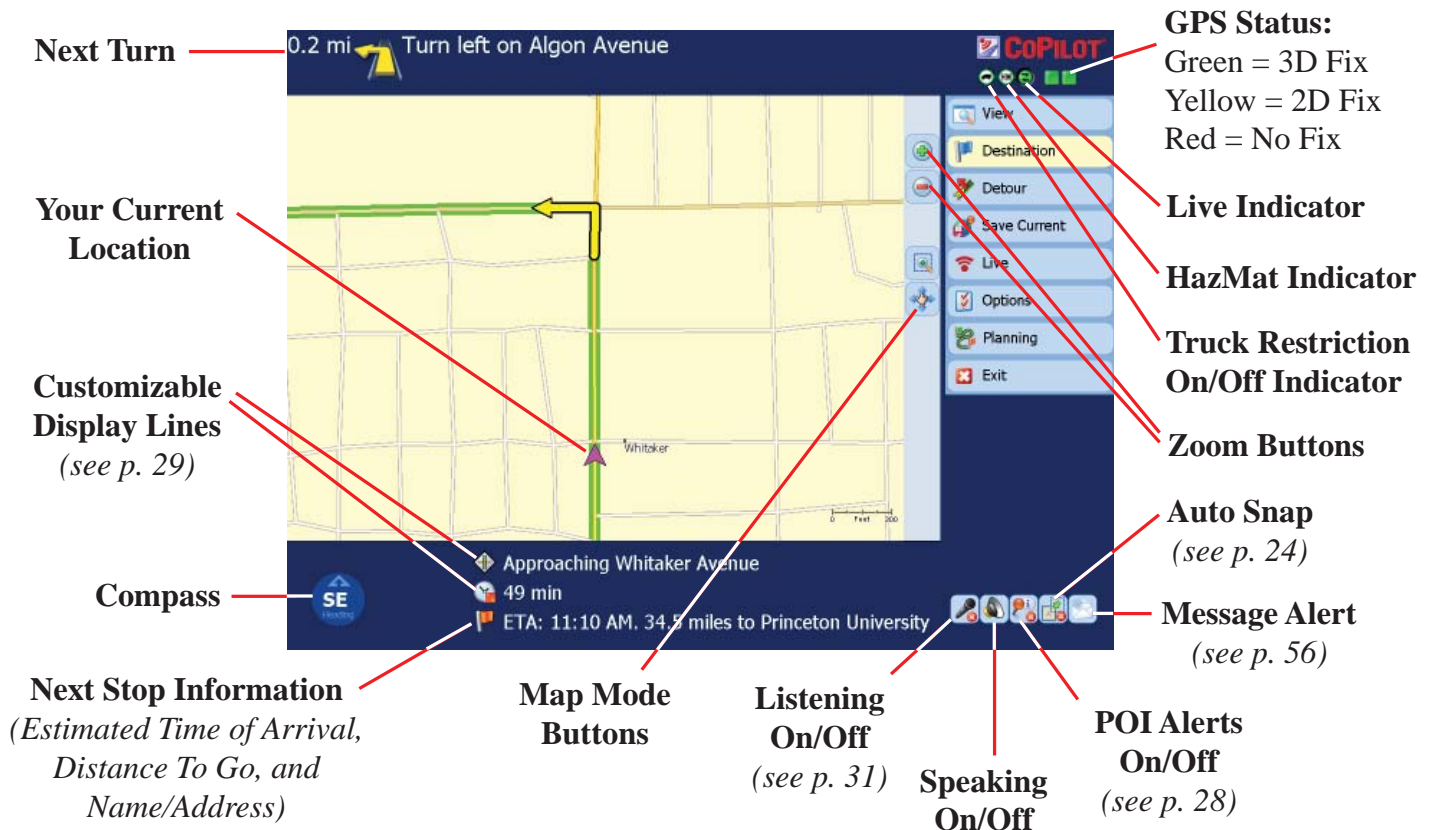 Next Turn
0.2 mi
Turn left on Algon Avenue
COPILOT
GPS Status:
Green = 3D Fix
Yellow = 2D Fix
Red = No Fix
View
Destination
Detour
Save Current
Live
Options
Planning
Exit
Your Current
Location
Live Indicator
HazMat Indicator
Truck Restriction
On/Off Indicator
Zoom Buttons
Customizable
Display Lines
(see p. 29)
Whitaker
0 Feet 200
Auto Snap
(see p. 24)
Compass
SE
Heading
Approaching Whitaker Avenue
49 min
ETA: 11:10 AM. 34.5 miles to Princeton University
Message Alert
(see p. 56)
Next Stop Information
(Estimated Time of Arrival,
Distance To Go, and
Name/Address)
Map Mode
Buttons
Listening
On/Off
(see p. 31)
Speaking
On/Off
POI Alerts
On/Off
(see p. 28)